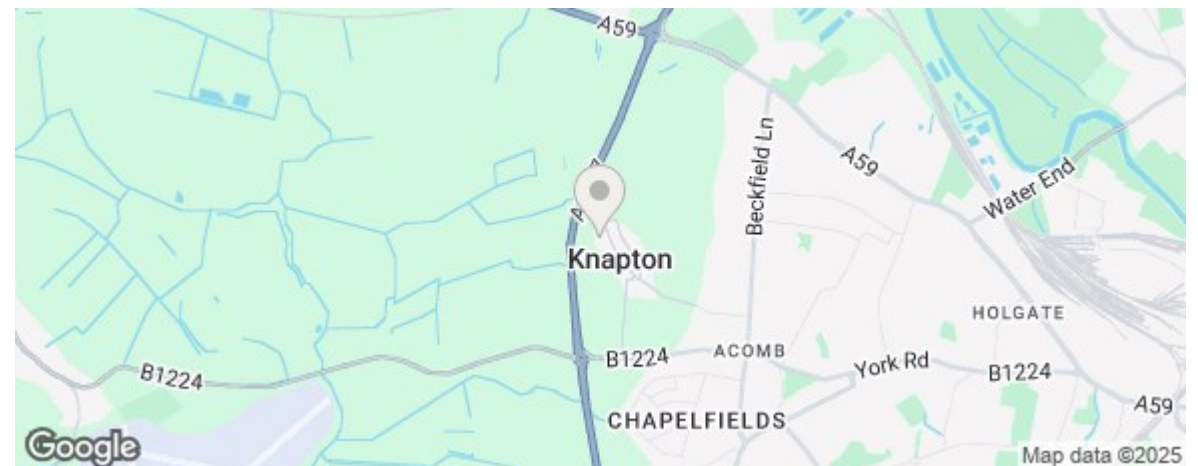 A59
Beckfield Ln
A59
Water End
Knapton
HOLGATE
B1224
ACOMB
York Rd
B1224
B1224
A59
CHAPELFIELDS
Google
Map data ©2025